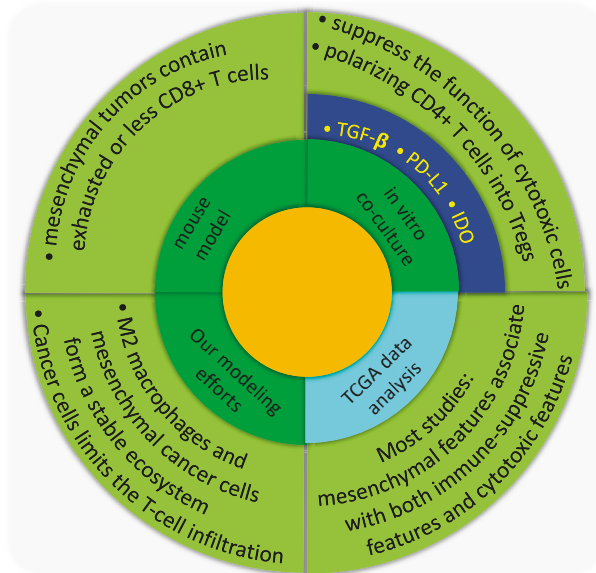 • mesenchymal tumors contain
exhausted or less CD8+ T cells
mouse
model
• suppress the function of cytotoxic cells
• polarizing CD4+ T cells into Tregs
• TGF-β • PD-L1 • IDO
in vitro
co-culture
Our modeling
efforts
• M2 macrophages and
mesenchymal cancer cells
form a stable ecosystem
• Cancer cells limits the T-cell infiltration
TCGA data
analysis
Most studies:
mesenchymal features associate
with both immune-suppressive
features and cytotoxic features